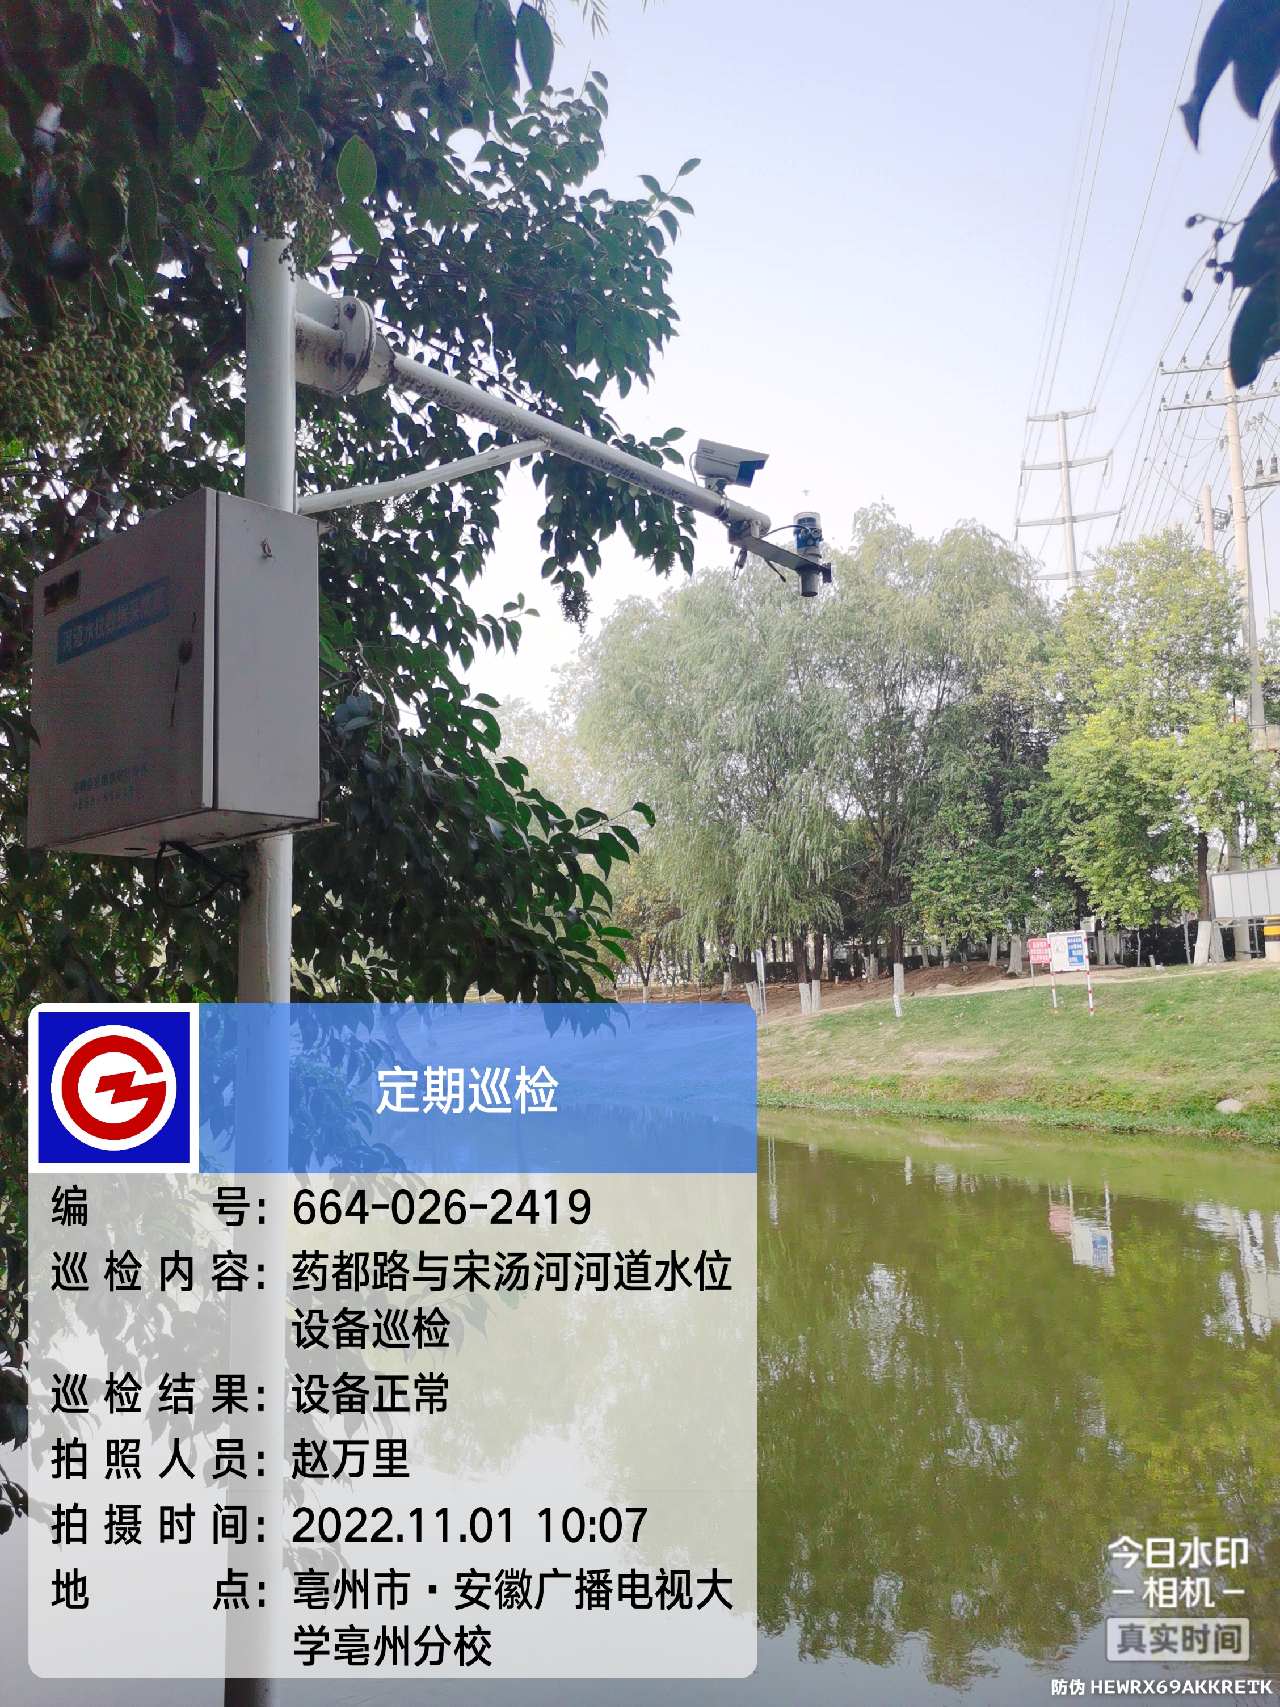 定期巡检
编号：664-026-2419
巡检内容：药都路与宋汤河河道水位
设备巡检
巡检结果：设备正常
拍照人员：赵万里
拍摄时间：2022.11.01 10:07
地点：亳州市·安徽广播电视大
学亳州分校
今日水印
-相机-
真实时间
防伪 HEWRX69AKKRETK